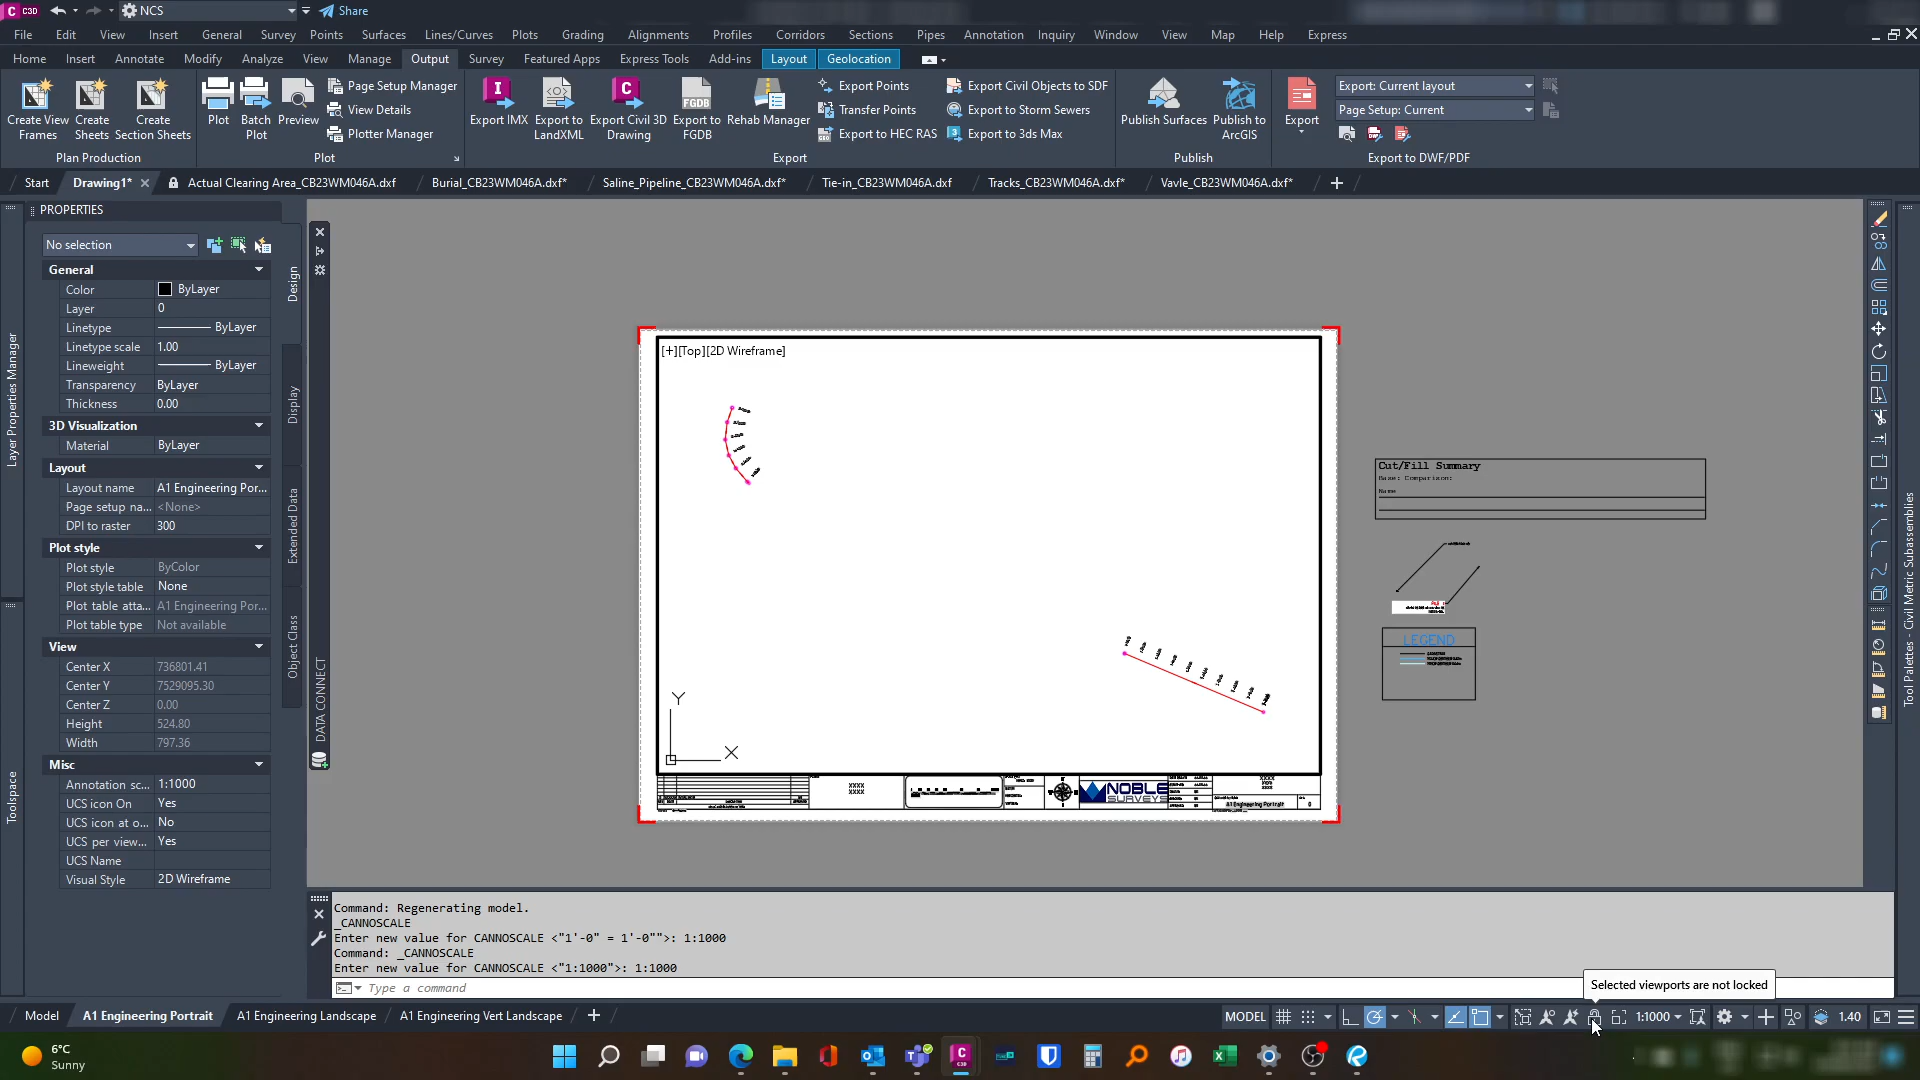 C3D NCS Share
File Edit View Insert General Survey Points Surfaces Lines/Curves Plots Grading Alignments Profiles Corridors Sections Pipes Annotation Inquiry Window View Map Help Express
Home Insert Annotate Modify Analyze View Manage Output Survey Featured Apps Express Tools Add-ins Layout Geolocation
Create View Frames
Create Sheets
Create Section Sheets
Plan Production
Plot
Batch Plot
Preview
Page Setup Manager
View Details
Plotter Manager
Plot
Export IMX
Export to LandXML
Export Civil 3D Drawing
FGDB
Export to FGDB
Rehab Manager
Export Points
Transfer Points
Export to HEC RAS
Export Civil Objects to SDF
Export to Storm Sewers
Export to 3ds Max
Export
Publish Surfaces
Publish to ArcGIS
Publish
Export
Export: Current layout
Page Setup: Current
Export to DWF/PDF
Start Drawing1* Actual Clearing Area_CB23WM046A.dxf Burial_CB23WM046A.dxf* Saline_Pipeline_CB23WM046A.dxf* Tie-in_CB23WM046A.dxf Tracks_CB23WM046A.dxf* Vavle_CB23WM046A.dxf*
Layer Properties Manager
Toolspace
PROPERTIES
No selection
General
Color ByLayer
Layer 0
Linetype ByLayer
Linetype scale 1.00
Lineweight ByLayer
Transparency ByLayer
Thickness 0.00
3D Visualization
Material ByLayer
Layout
Layout name A1 Engineering Por...
Page setup na... <None>
DPI to raster 300
Plot style
Plot style ByColor
Plot style table None
Plot table atta... A1 Engineering Por...
Plot table type Not available
View
Center X 736801.41
Center Y 7529095.30
Center Z 0.00
Height 524.80
Width 797.36
Misc
Annotation sc... 1:1000
UCS icon On Yes
UCS icon at o... No
UCS per view... Yes
UCS Name
Visual Style 2D Wireframe
Design
Display
Extended Data
Object Class
DATA CONNECT
[+][Top][2D Wireframe]
Y
X
XXXX
XXXX
NOBLE
SURVEYS
XXXX
XXXX
XXXX
A1 Engineering Portrait
0
Cut/Fill Summary
Base: Comparison:
Name
LEGEND
Tool Palettes - Civil Metric Subassemblies
Command: Regenerating model.
_CANNOSCALE
Enter new value for CANNOSCALE <"1'-0" = 1'-0"">: 1:1000
Command: _CANNOSCALE
Enter new value for CANNOSCALE <"1:1000">: 1:1000
Type a command
Selected viewports are not locked
Model A1 Engineering Portrait A1 Engineering Landscape A1 Engineering Vert Landscape
MODEL 1:1000 1.40
6°C
Sunny